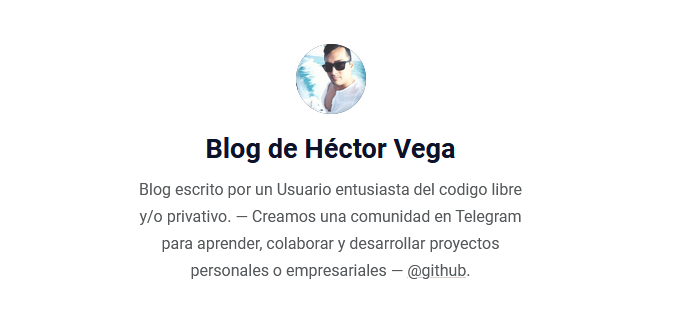 Blog de Héctor Vega
Blog escrito por un Usuario entusiasta del codigo libre
y/o privativo. — Creamos una comunidad en Telegram
para aprender, colaborar y desarrollar proyectos
personales o empresariales — @github.